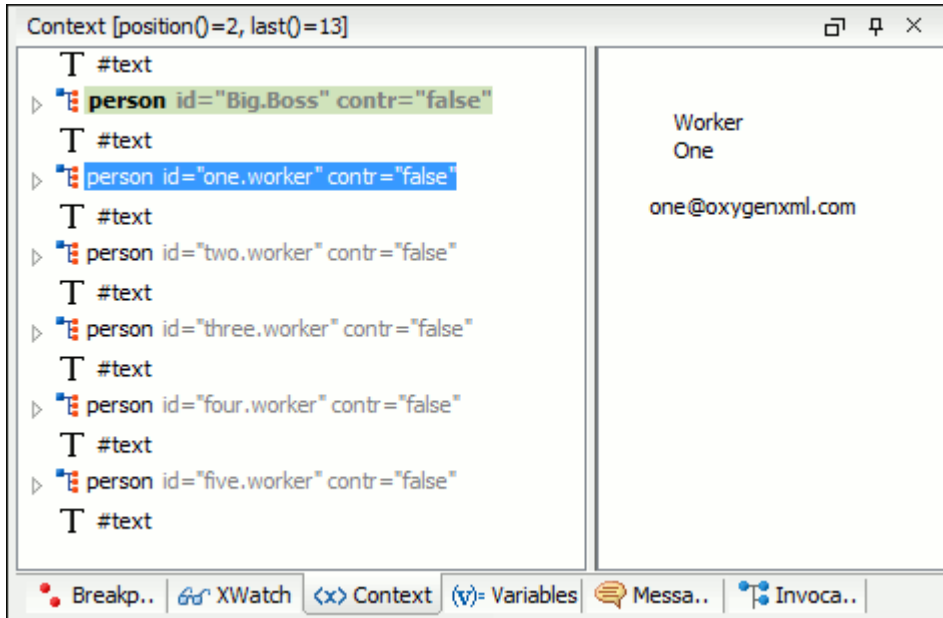 Context [position()=2, last()=13]
T #text
person id="Big.Boss" contr="false"
T #text
person id="one.worker" contr="false"
T #text
person id="two.worker" contr="false"
T #text
person id="three.worker" contr="false"
T #text
person id="four.worker" contr="false"
T #text
person id="five.worker" contr="false"
T #text
Worker
One
one@oxygenxml.com
Breakp.. XWatch <x> Context (v)= Variables Messa.. Invoca..